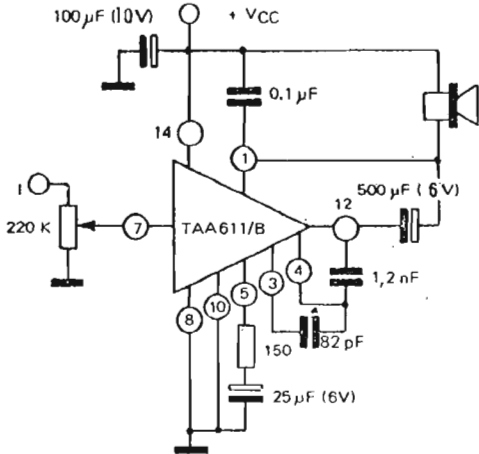 100 µF (10V)
+ VCC
0.1 µF
14
1
I
500 µF (6V)
12
220 K
7
TAA611/B
4
3
1,2 nF
5
10
8
150
82 pF
25 µF (6V)